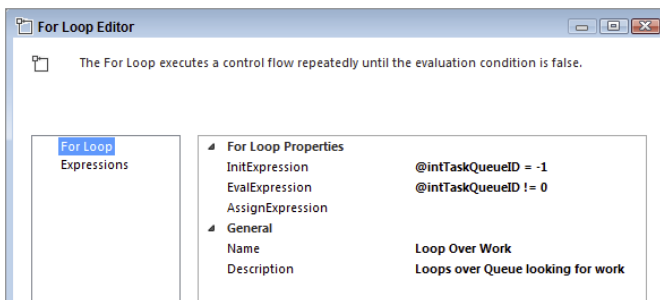 For Loop Editor
The For Loop executes a control flow repeatedly until the evaluation condition is false.
For Loop
Expressions
For Loop Properties
InitExpression @intTaskQueueID = -1
EvalExpression @intTaskQueueID != 0
AssignExpression
General
Name Loop Over Work
Description Loops over Queue looking for work